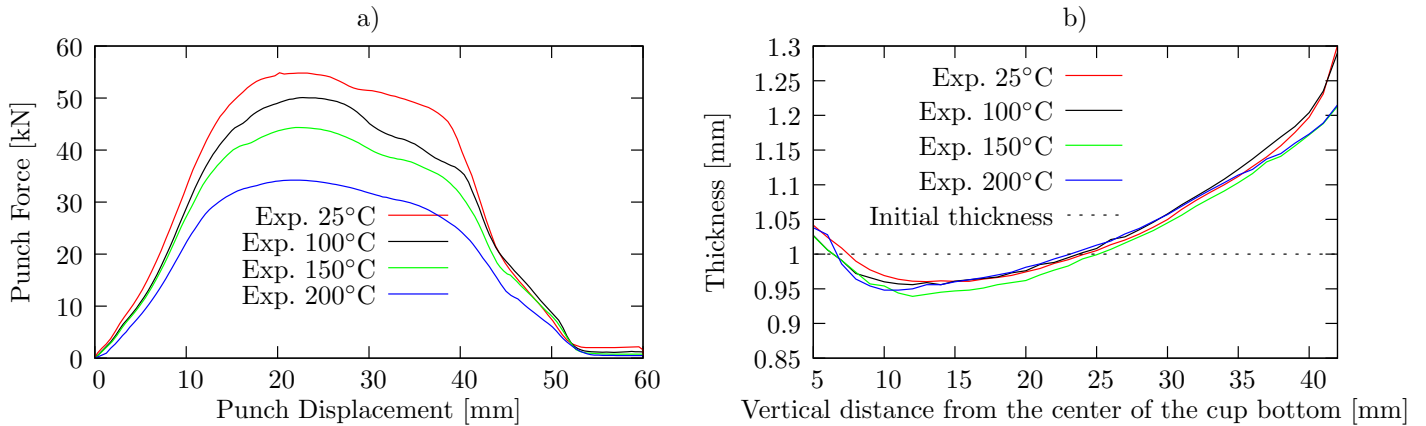 a)
Punch Force [kN]
60
50
40
30
20
10
0
Exp. 25°C
Exp. 100°C
Exp. 150°C
Exp. 200°C
0 10 20 30 40 50 60
Punch Displacement [mm]
b)
Thickness [mm]
1.3
1.25
1.2
1.15
1.1
1.05
1
0.95
0.9
0.85
Exp. 25°C
Exp. 100°C
Exp. 150°C
Exp. 200°C
Initial thickness
5 10 15 20 25 30 35 40
Vertical distance from the center of the cup bottom [mm]